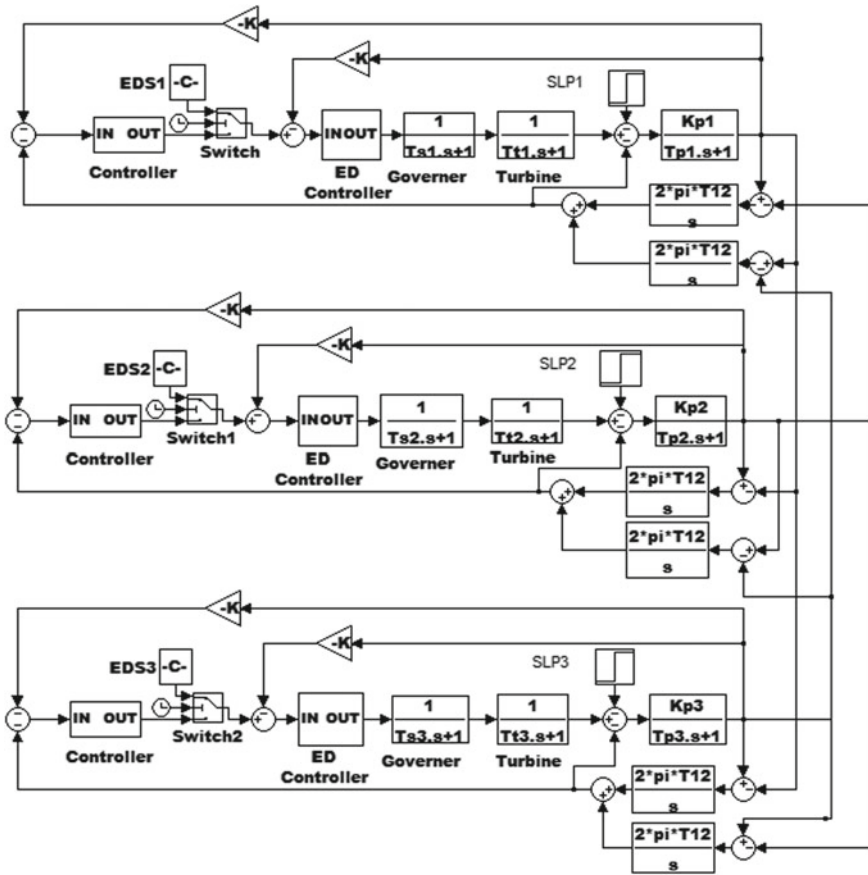 -K
-K
EDS1
-C-
SLP1
IN OUT
Controller
Switch
INOUT
ED
Controller
1
Ts1.s+1
Governer
1
Tt1.s+1
Turbine
Kp1
Tp1.s+1
2*pi*T12
s
2*pi*T12
s
-K
-K
EDS2
-C-
SLP2
IN OUT
Controller
Switch1
INOUT
ED
Controller
1
Ts2.s+1
Governer
1
Tt2.s+1
Turbine
Kp2
Tp2.s+1
2*pi*T12
s
2*pi*T12
s
-K
-K
EDS3
-C-
SLP3
IN OUT
Controller
Switch2
IN OUT
ED
Controller
1
Ts3.s+1
Governer
1
Tt3.s+1
Turbine
Kp3
Tp3.s+1
2*pi*T12
s
2*pi*T12
s